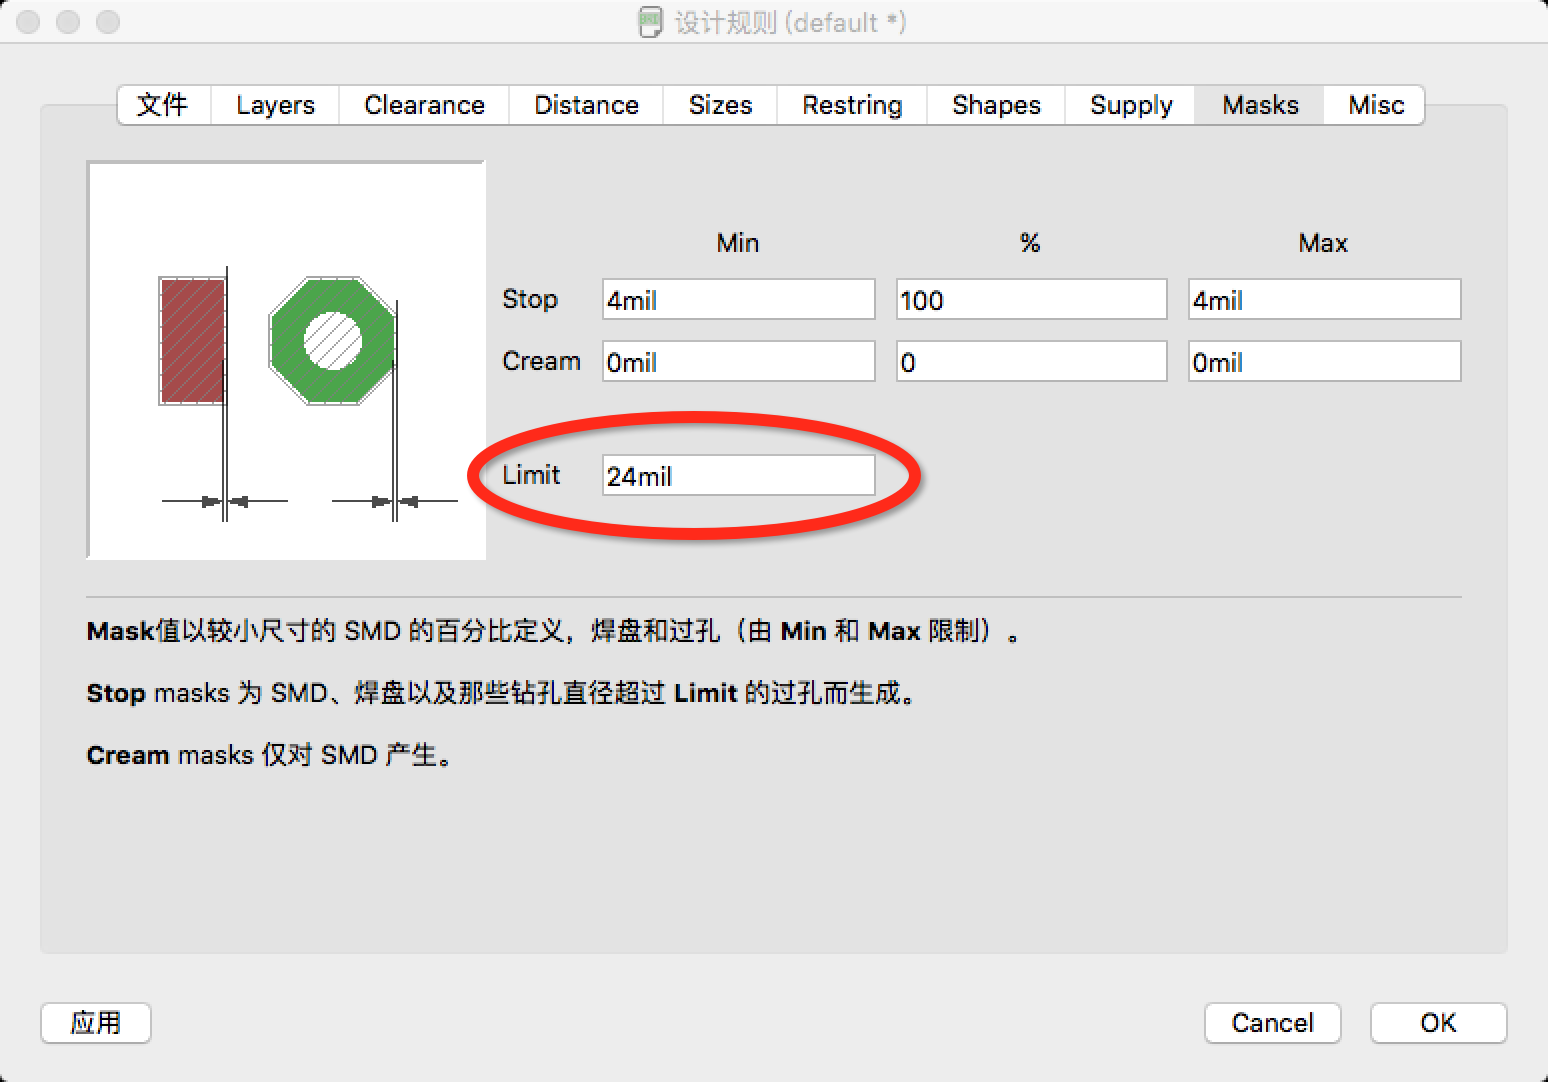 设计规则 (default *)
文件 Layers Clearance Distance Sizes Restring Shapes Supply Masks Misc
Min % Max
Stop 4mil 100 4mil
Cream 0mil 0 0mil
Limit 24mil
Mask值以较小尺寸的 SMD 的百分比定义，焊盘和过孔（由 Min 和 Max 限制）。
Stop masks 为 SMD、焊盘以及那些钻孔直径超过 Limit 的过孔而生成。
Cream masks 仅对 SMD 产生。
应用 Cancel OK